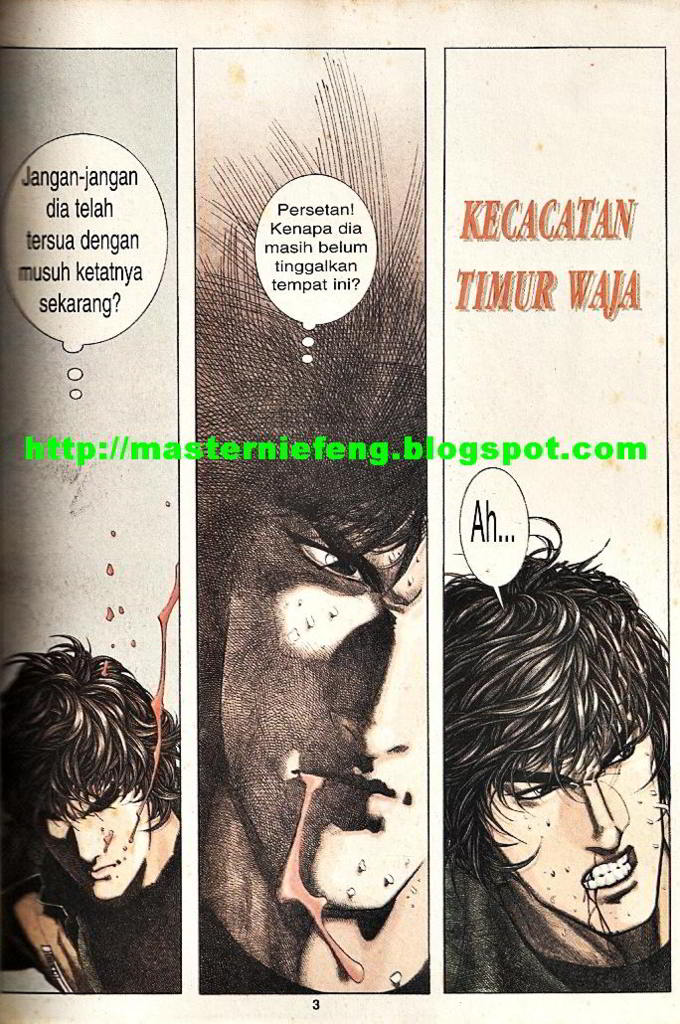 Jangan-jangan
dia telah
tersua dengan
musuh ketatnya
sekarang?
Persetan!
Kenapa dia
masih belum
tinggalkan
tempat ini?
KECACATAN
TIMUR WAJA
http://masterniefeng.blogspot.com
Ah...
3